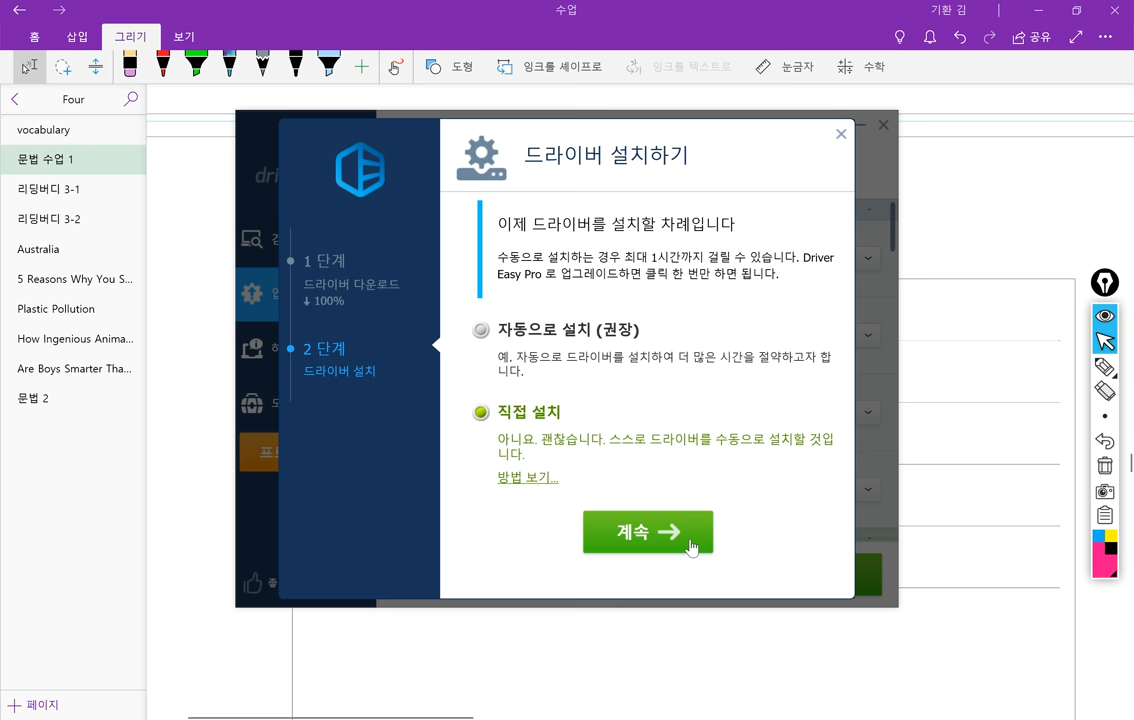 수업
기환 김
홈
삽입
그리기
보기
공유
도형
잉크를 셰이프로
잉크를 텍스트로
눈금자
수학
Four
vocabulary
문법 수업 1
리딩버디 3-1
리딩버디 3-2
Australia
5 Reasons Why You S...
Plastic Pollution
How Ingenious Anima...
Are Boys Smarter Tha...
문법 2
페이지
1 단계
드라이버 다운로드
100%
2 단계
드라이버 설치
드라이버 설치하기
이제 드라이버를 설치할 차례입니다
수동으로 설치하는 경우 최대 1시간까지 걸릴 수 있습니다. Driver
Easy Pro 로 업그레이드하면 클릭 한 번만 하면 됩니다.
자동으로 설치 (권장)
예, 자동으로 드라이버를 설치하여 더 많은 시간을 절약하고자 합
니다.
직접 설치
아니요. 괜찮습니다. 스스로 드라이버를 수동으로 설치할 것입
니다.
방법 보기...
계속